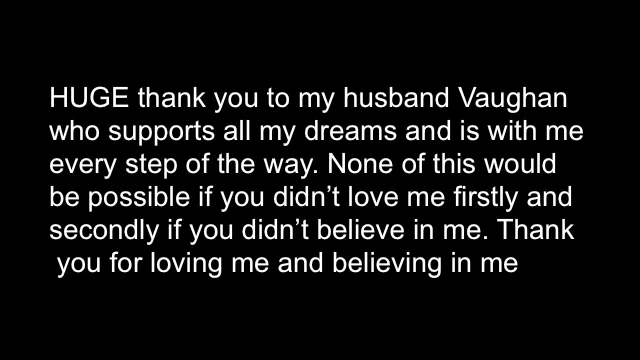 HUGE thank you to my husband Vaughan
who supports all my dreams and is with me
every step of the way. None of this would
be possible if you didn’t love me firstly and
secondly if you didn’t believe in me. Thank
you for loving me and believing in me